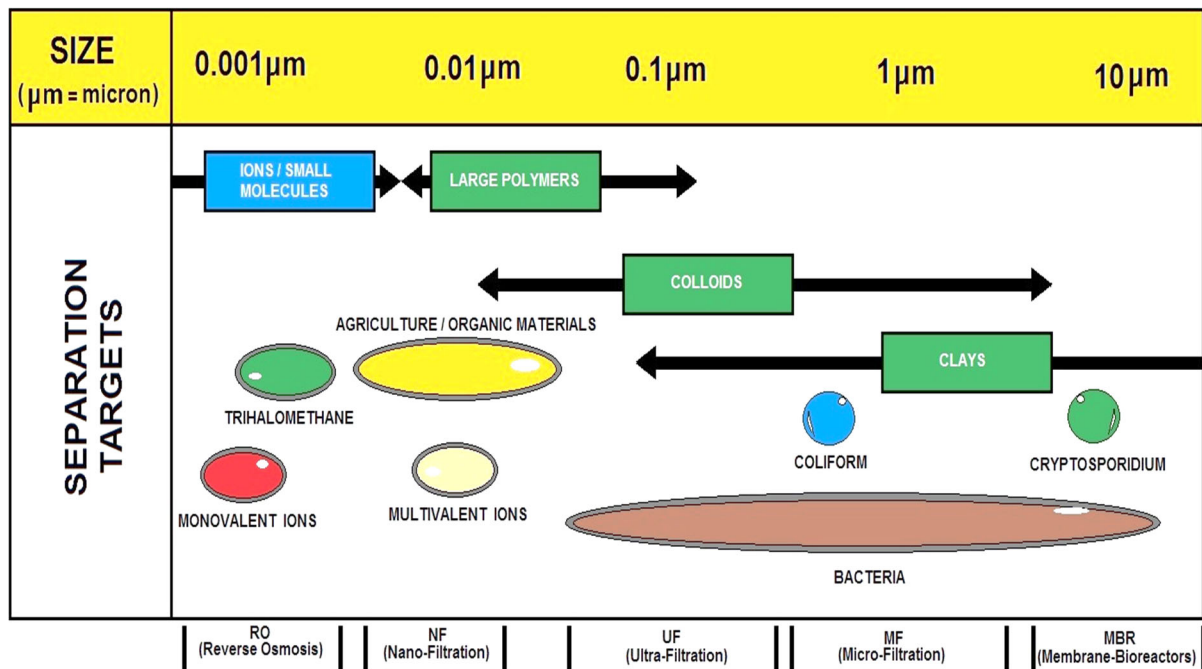 SIZE
(µm = micron)
0.001µm
0.01µm
0.1µm
1µm
10µm
SEPARATION
TARGETS
IONS / SMALL
MOLECULES
LARGE POLYMERS
COLLOIDS
AGRICULTURE / ORGANIC MATERIALS
CLAYS
TRIHALOMETHANE
COLIFORM
CRYPTOSPORIDIUM
MONOVALENT IONS
MULTIVALENT IONS
BACTERIA
RO
(Reverse Osmosis)
NF
(Nano-Filtration)
UF
(Ultra-Filtration)
MF
(Micro-Filtration)
MBR
(Membrane-Bioreactors)